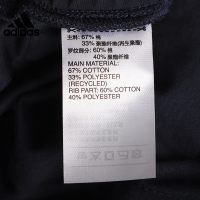 adidas
主料: 67% 棉
33% 聚酯纤维(再生聚酯)
罗纹部份: 60% 棉
40% 聚酯纤维
MAIN MATERIAL:
67% COTTON
33% POLYESTER
(RECYCLED)
RIB PART: 60% COTTON
40% POLYESTER